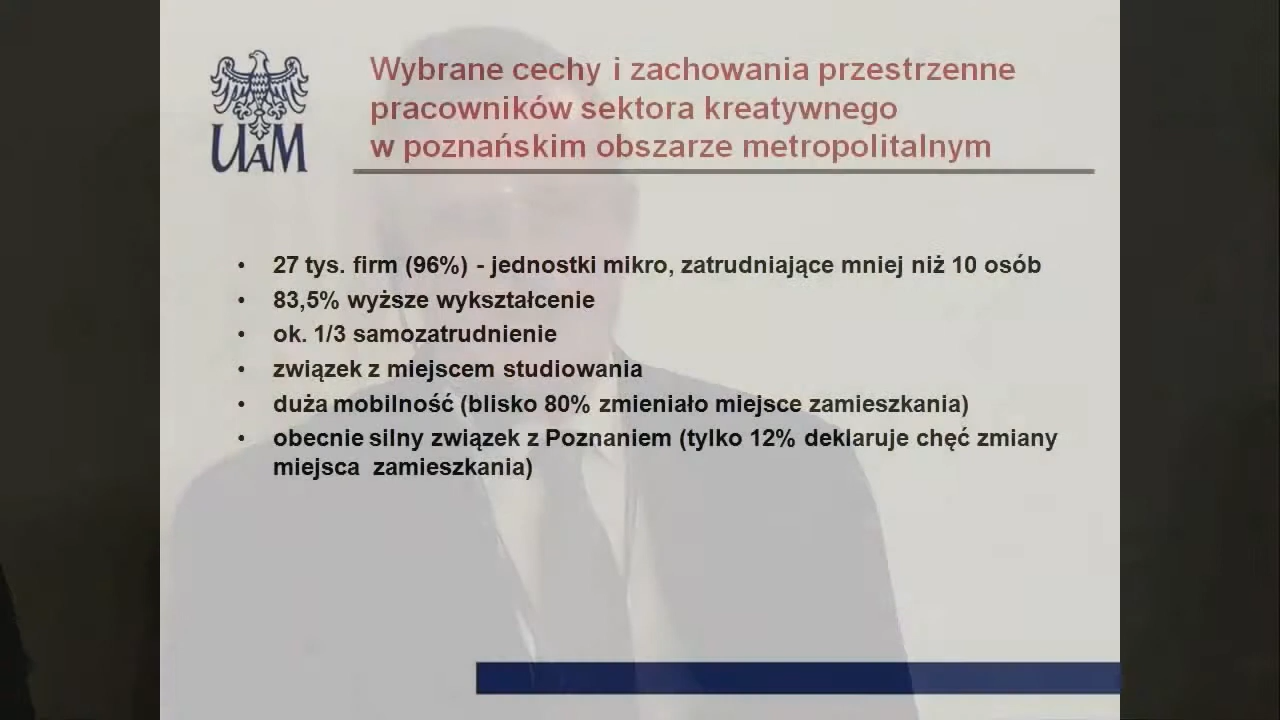 UAM
Wybrane cechy i zachowania przestrzenne
pracowników sektora kreatywnego
w poznańskim obszarze metropolitalnym
• 27 tys. firm (96%) - jednostki mikro, zatrudniające mniej niż 10 osób
• 83,5% wyższe wykształcenie
• ok. 1/3 samozatrudnienie
• związek z miejscem studiowania
• duża mobilność (blisko 80% zmieniało miejsce zamieszkania)
• obecnie silny związek z Poznaniem (tylko 12% deklaruje chęć zmiany
miejsca zamieszkania)